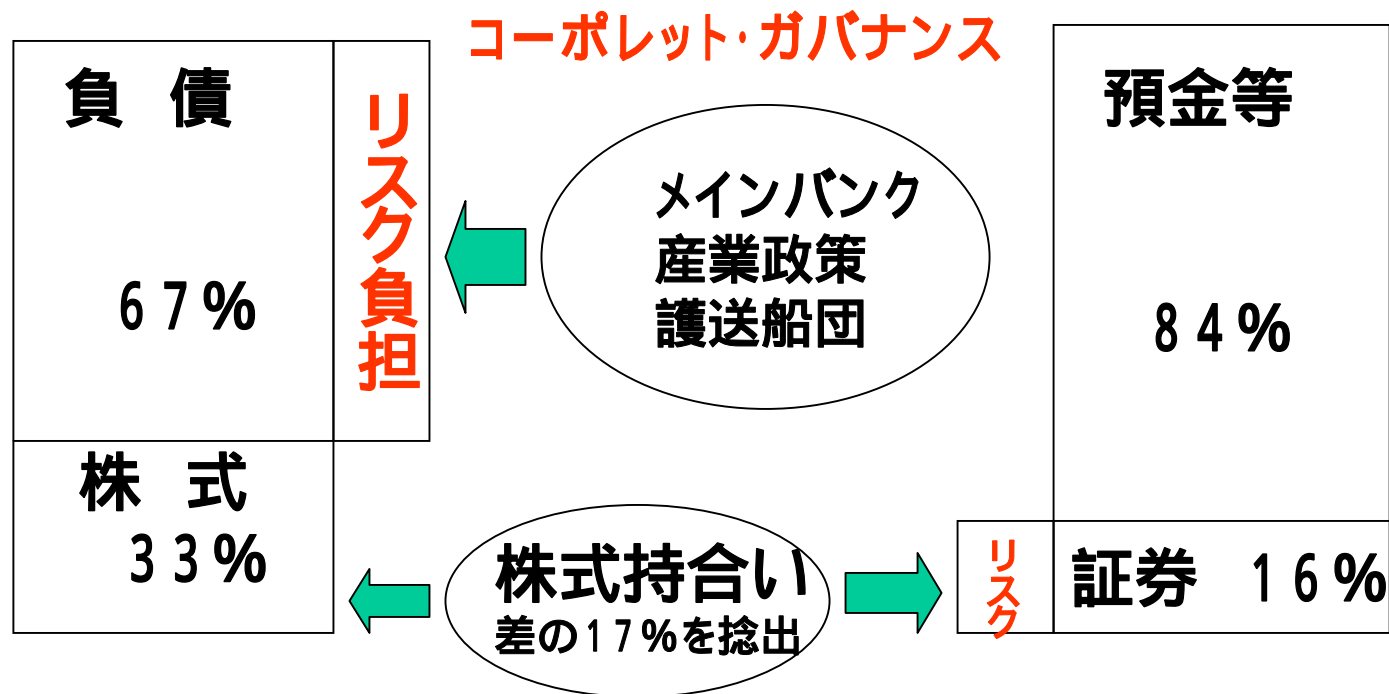 コーポレット・ガバナンス
負 債
67%
リスク負担
株 式
33%
メインバンク
産業政策
護送船団
株式持合い
差の17%を捻出
預金等
84%
リスク
証券 16%